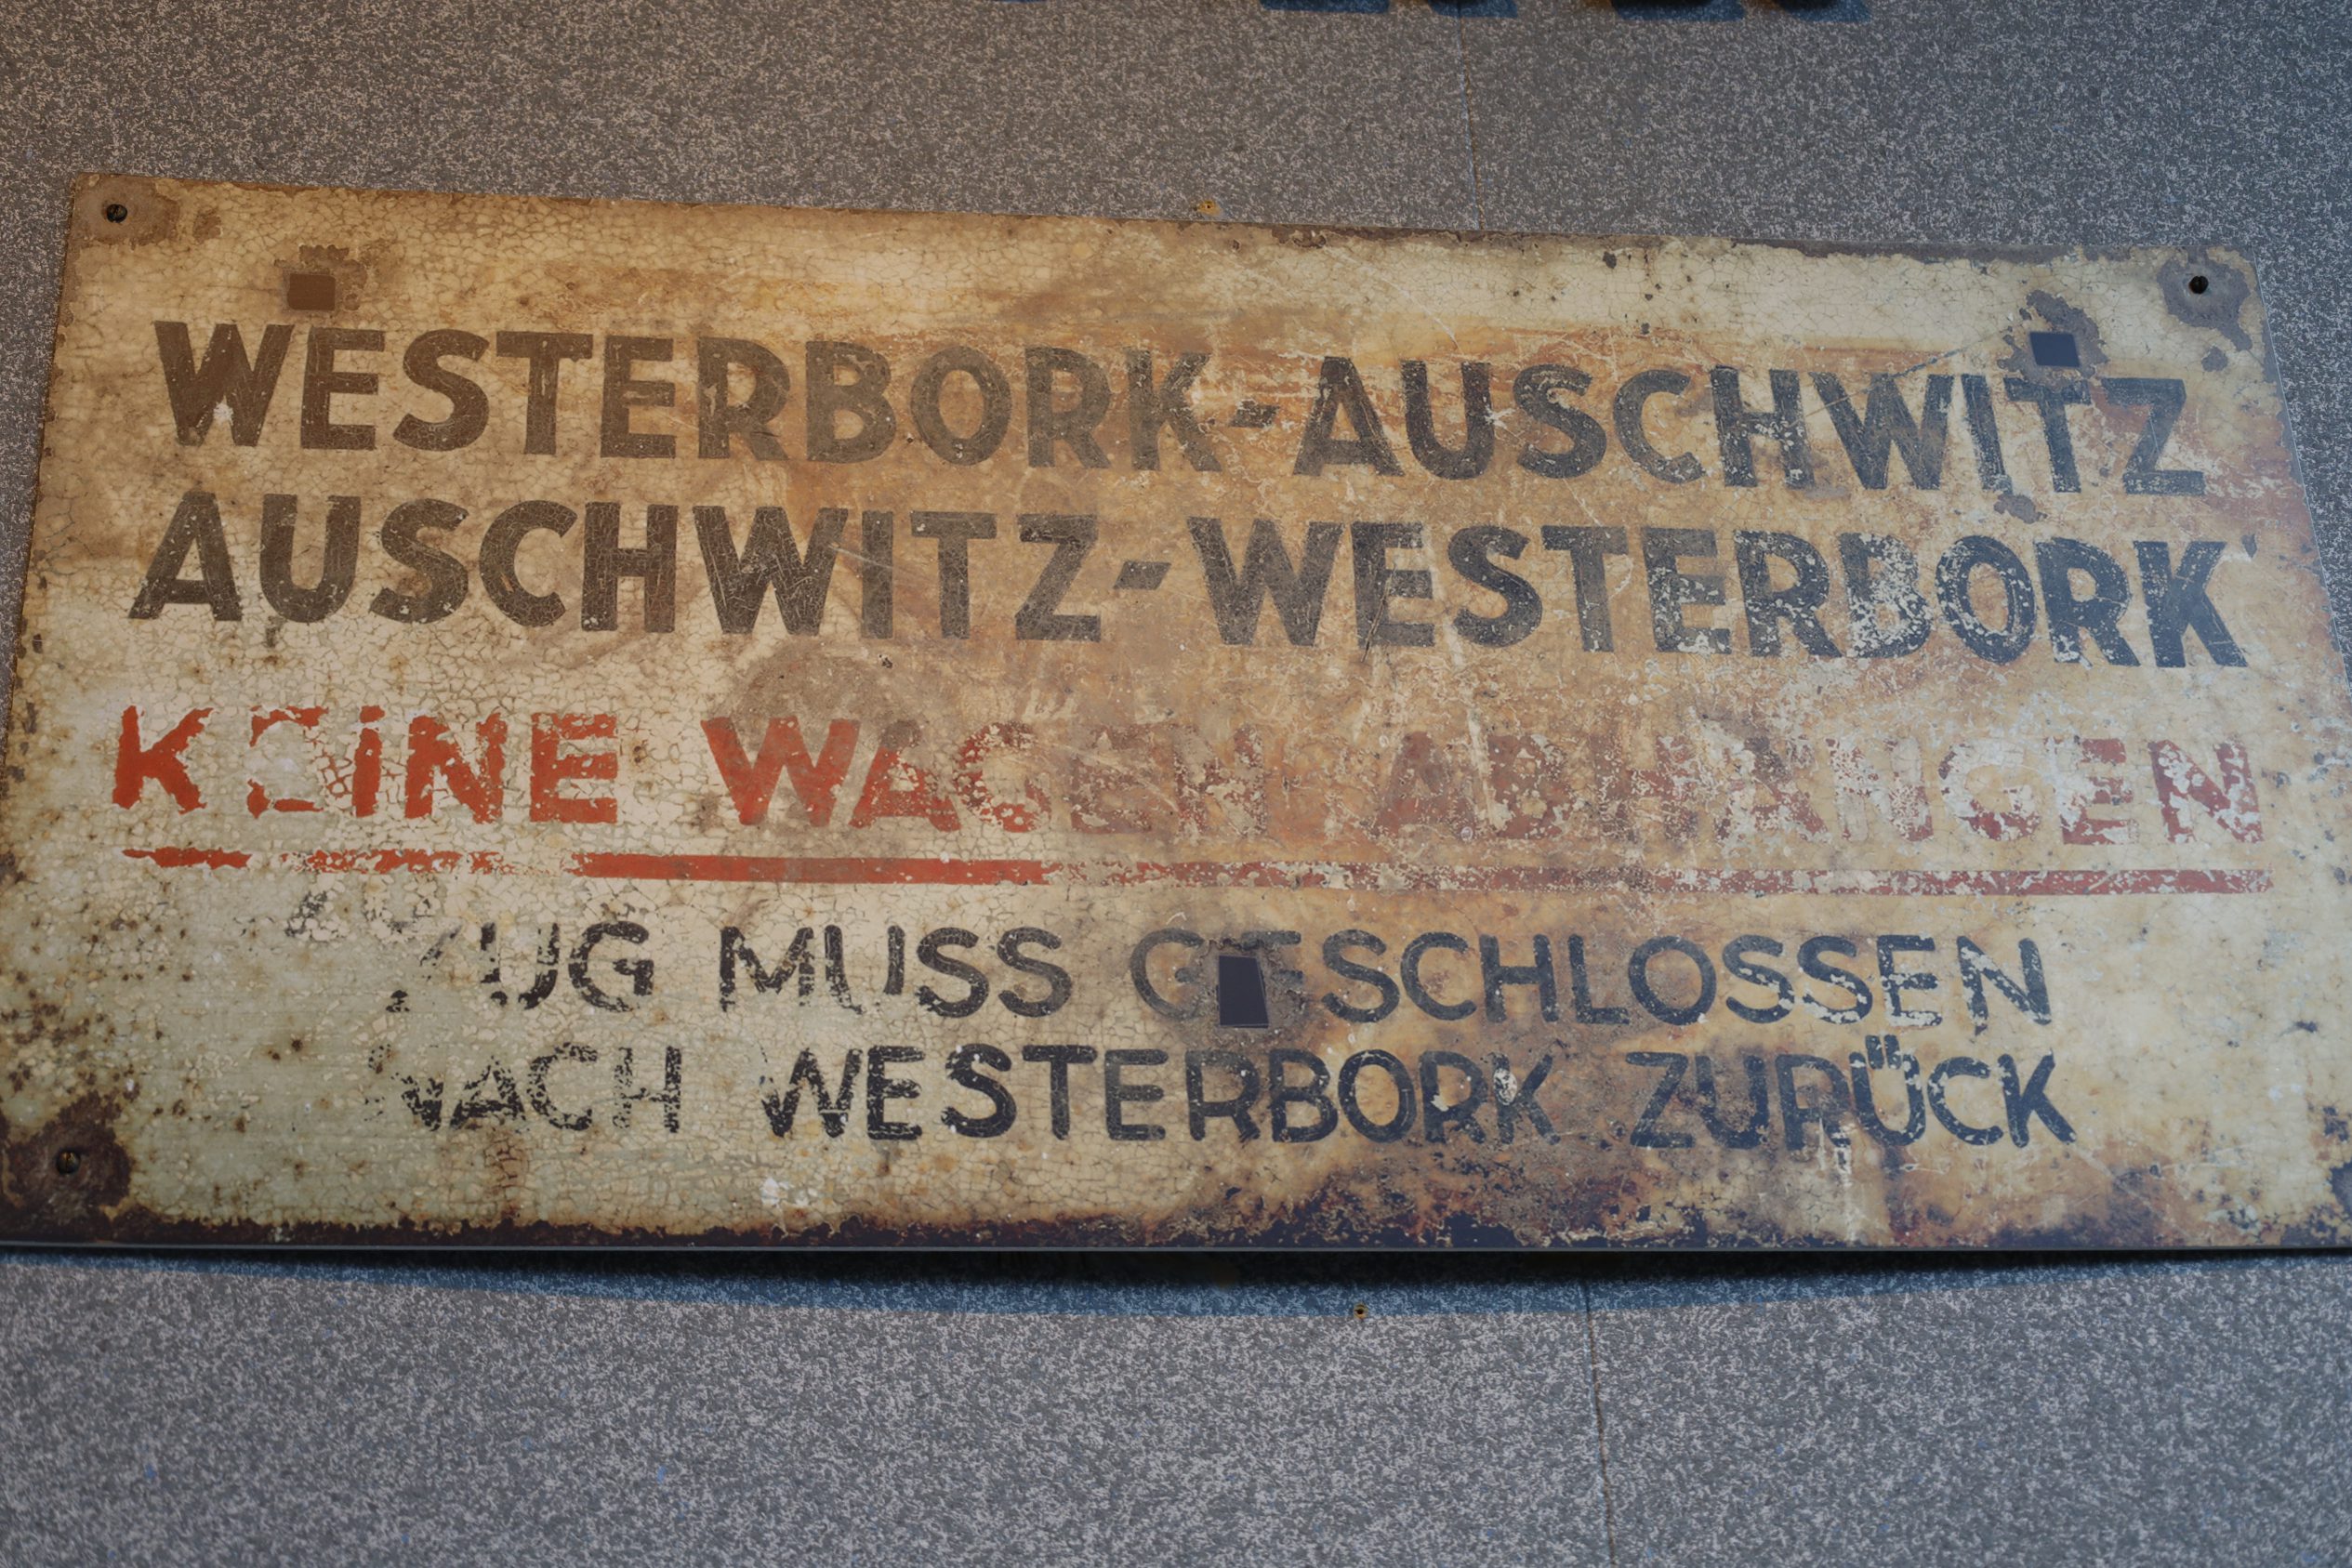 WESTERBORK-AUSCHWITZ
AUSCHWITZ-WESTERBORK
KEINE WAGEN ABHÄNGEN
ZUG MUSS GESCHLOSSEN
NACH WESTERBORK ZURÜCK